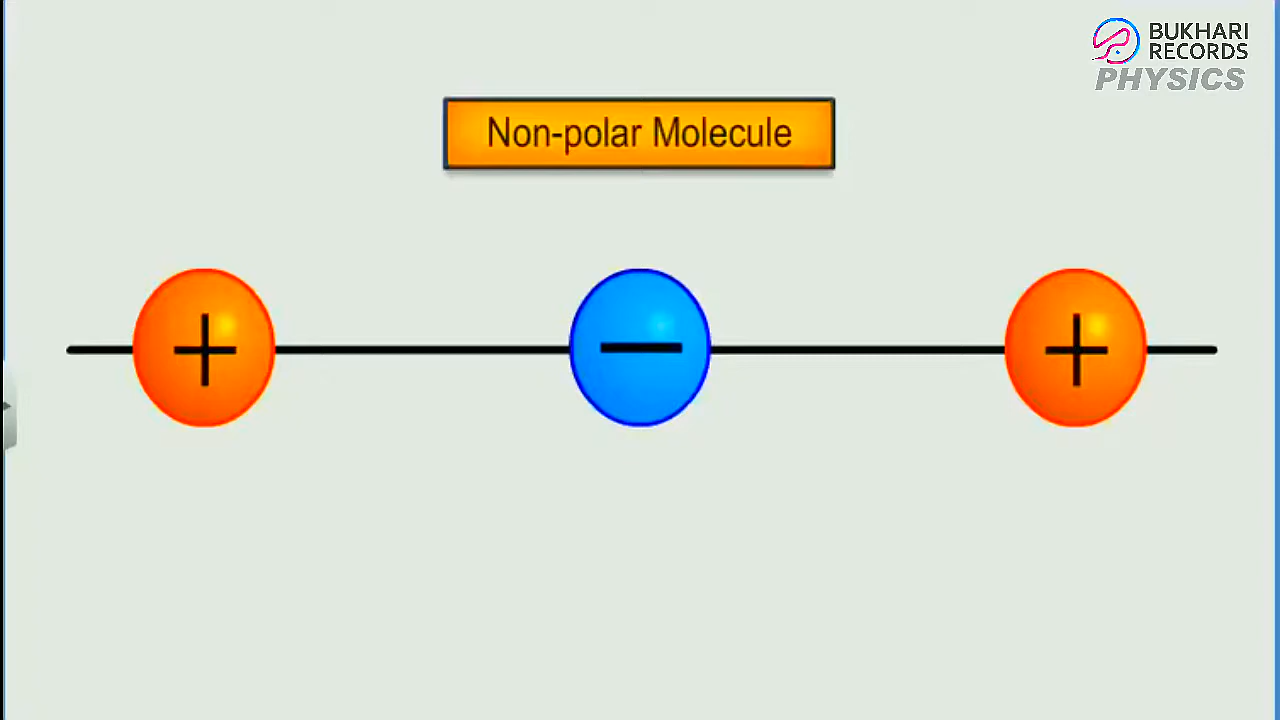 BUKHARI
RECORDS
PHYSICS
Non-polar Molecule
+
−
+